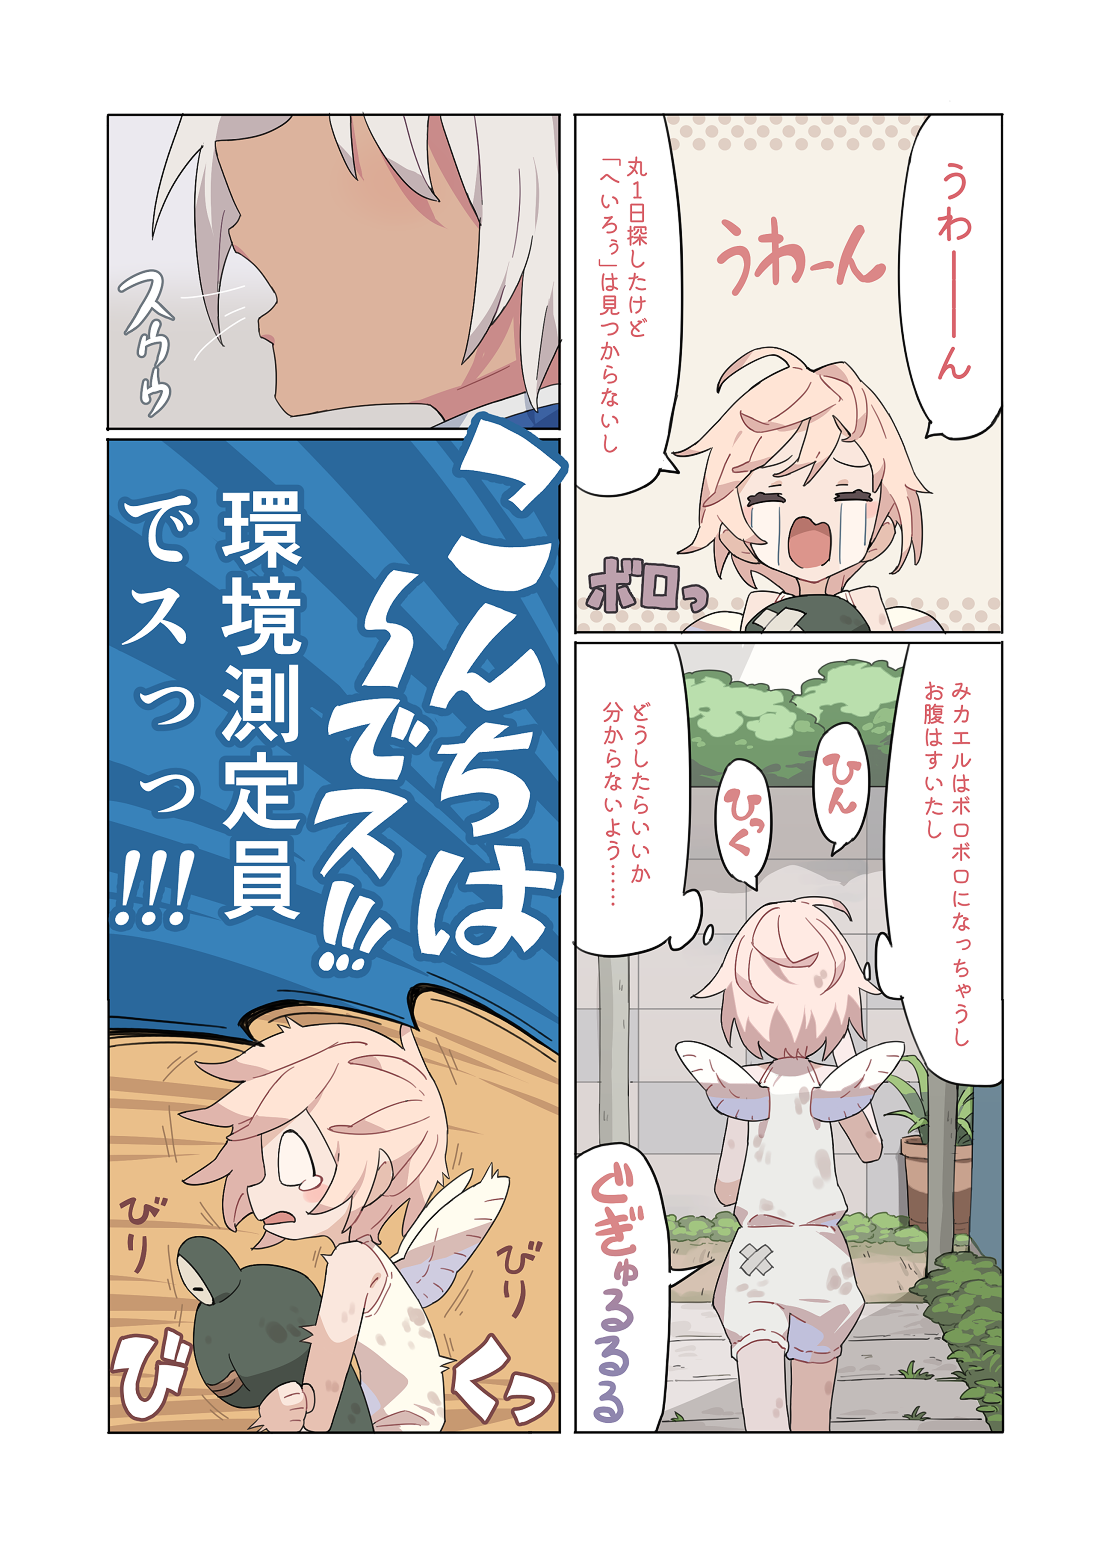 うわーーん
うわーん
丸1日探したけど
「へいろぅ」は見つからないし
ボロっ
みカエルはボロボロになっちゃうし
お腹はすいたし
ひん
ひっく
どうしたらいいか
分からないよう……
ぐぎゅるるるる
スゥゥゥ
こんちは
〜でス!!!
環境測定員
でスっっ!!!
びり
びり
びくっ